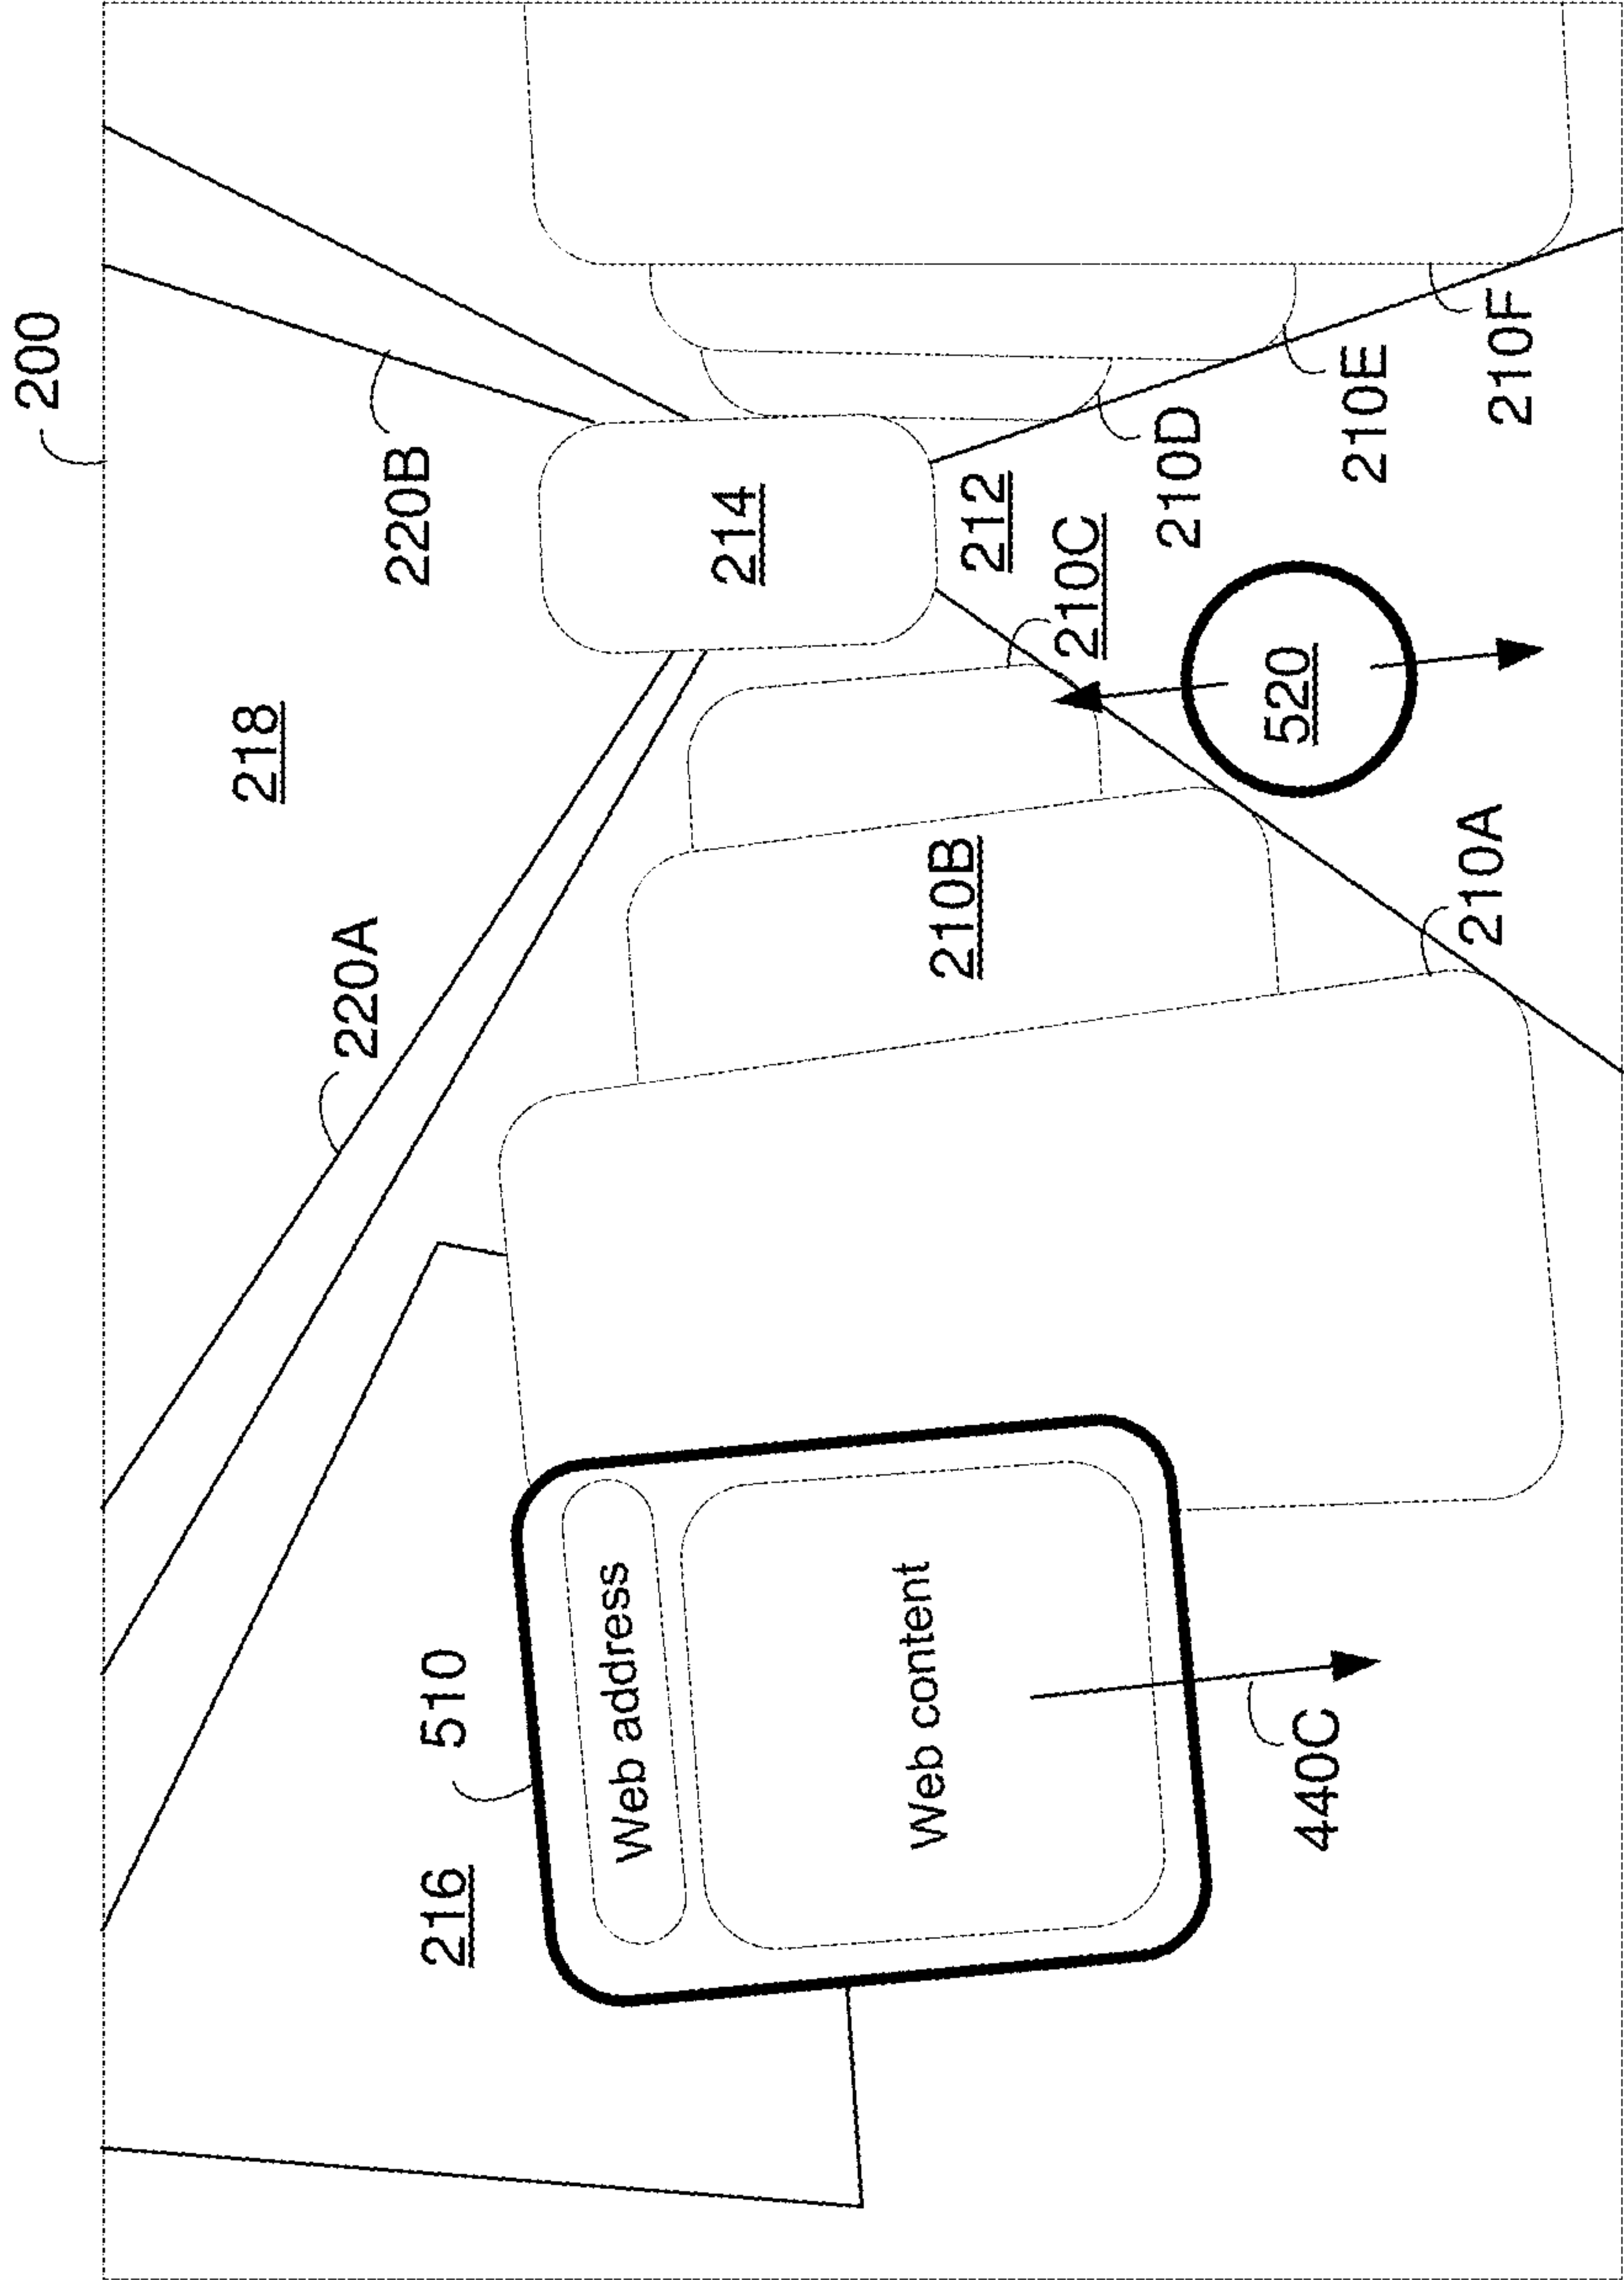 200
218
220A
220B
216
510
Web address
Web content
440C
214
212
210B
210C
210D
210E
210F
210A
520